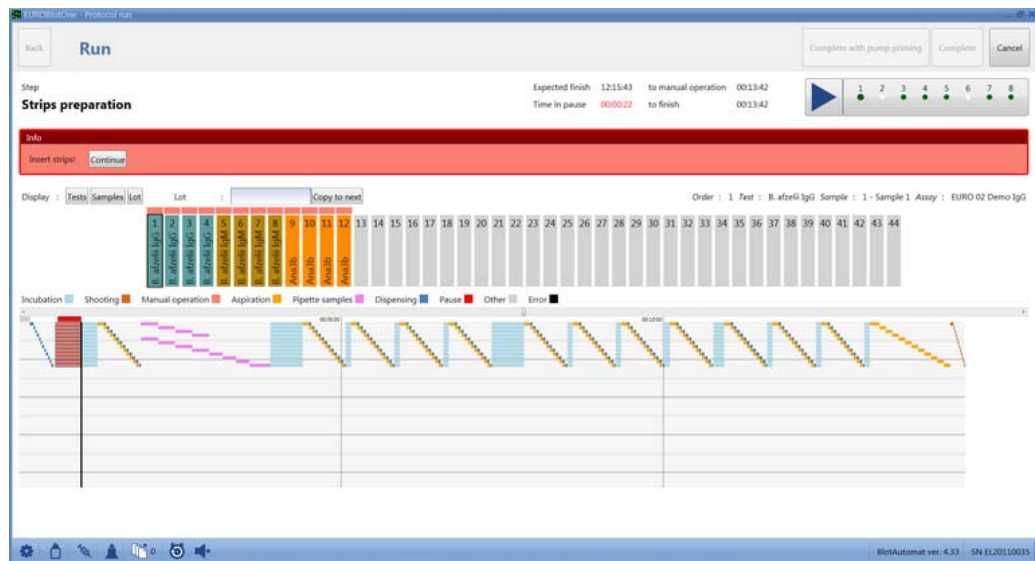 EUROBlotOne - Protocol run
Back Run Complete with pump priming Complete Cancel
Step
Strips preparation
Expected finish 12:15:43 to manual operation 00:13:42
Time in pause 00:00:22 to finish 00:13:42
1 2 3 4 5 6 7 8
Info
Insert strips! Continue
Display : Tests Samples Lot Lot : Copy to next Order : 1 Test : B. afzelii IgG Sample : 1 - Sample 1 Assay : EURO 02 Demo IgG
1 2 3 4 5 6 7 8 9 10 11 12 13 14 15 16 17 18 19 20 21 22 23 24 25 26 27 28 29 30 31 32 33 34 35 36 37 38 39 40 41 42 43 44
B. afzelii IgG
B. afzelii IgG
B. afzelii IgG
B. afzelii IgG
B. afzelii IgM
B. afzelii IgM
B. afzelii IgM
B. afzelii IgM
Ana3b
Ana3b
Ana3b
Ana3b
Incubation Shooting Manual operation Aspiration Pipette samples Dispensing Pause Other Error
00:05:00 00:10:00
0
BlotAutomat ver. 4.33 SN EL20110035